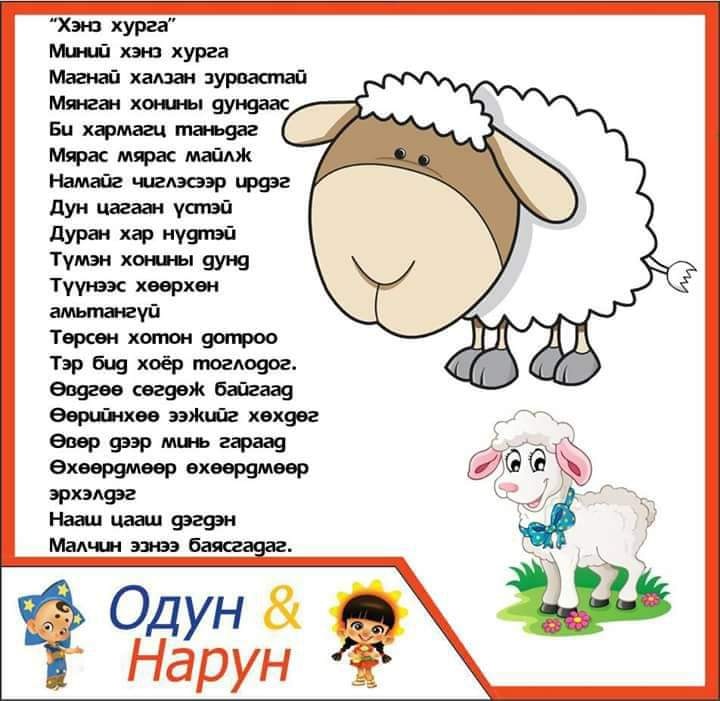 “Хэнз хурга”
Миний хэнз хурга
Магнай халзан зурвастай
Мянган хонины дундаас
Би хармагц таньдаг
Мярас мярас майлж
Намайг чиглэсээр ирдэг
Дун цагаан үстэй
Дуран хар нүдтэй
Түмэн хонины дунд
Түүнээс хөөрхөн
амьтангүй
Төрсөн хотон дотроо
Тэр бид хоёр тоглодог.
Өвдгөө сөгдөж байгаад
Өөрийнхөө ээжийг хөхдөг
Өвөр дээр минь гараад
Өхөөрдмөөр өхөөрдмөөр
эрхэлдэг
Нааш цааш дэгдэн
Малчин эзнээ баясгадаг.
Одун &
Нарун